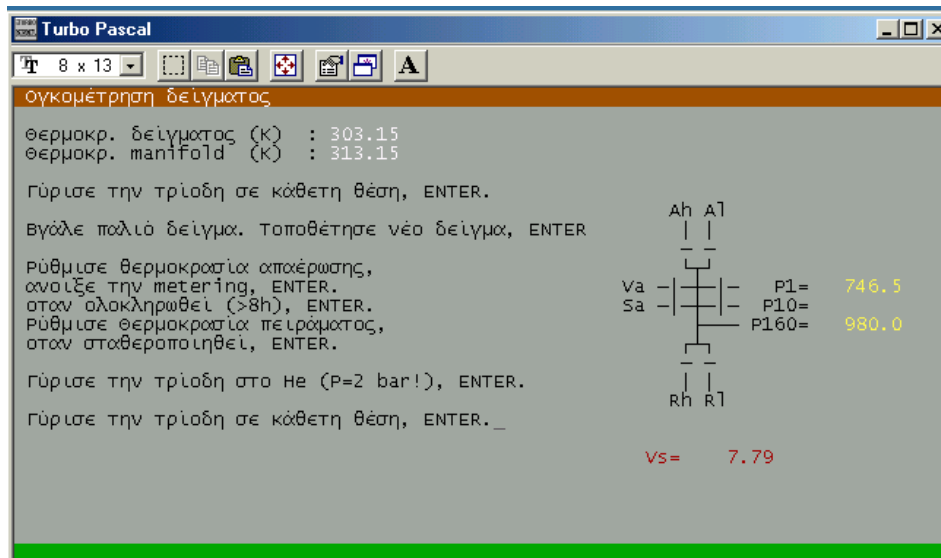 Turbo Pascal
8 x 13
Ογκομέτρηση δείγματος
Θερμοκρ. δείγματος (K) : 303.15
Θερμοκρ. manifold (K) : 313.15
Γύρισε την τρίοδη σε κάθετη θέση, ENTER.
Βγάλε παλιό δείγμα. Τοποθέτησε νέο δείγμα, ENTER
Ρύθμισε θερμοκρασία απαέρωσης,
ανοιξε την metering, ENTER.
οταν ολοκληρωθεί (>8h), ENTER.
Ρύθμισε θερμοκρασία πειράματος,
οταν σταθεροποιηθεί, ENTER.
Γύρισε την τρίοδη στο He (P=2 bar!), ENTER.
Γύρισε την τρίοδη σε κάθετη θέση, ENTER._
Ah Al
Va P1= 746.5
Sa P10=
P160= 980.0
Rh Rl
Vs= 7.79